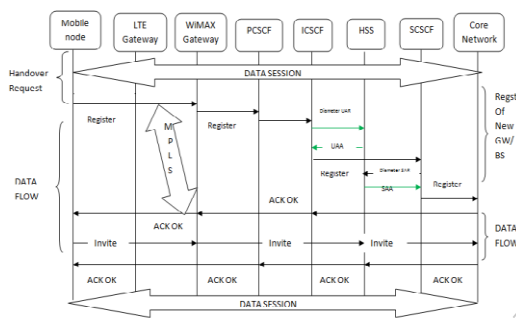 Mobile node
LTE Gateway
WiMAX Gateway
PCSCF
ICSCF
HSS
SCSCF
Core Network
Handover Request
DATA SESSION
Register
MPLS
Register
Diameter UAR
UAA
Register
Diameter
SAA
Register
Regst Of New GW/ BS
DATA FLOW
ACK OK
ACK OK
Invite
Invite
Invite
DATA FLOW
ACK OK
ACK OK
ACK OK
ACK OK
DATA SESSION